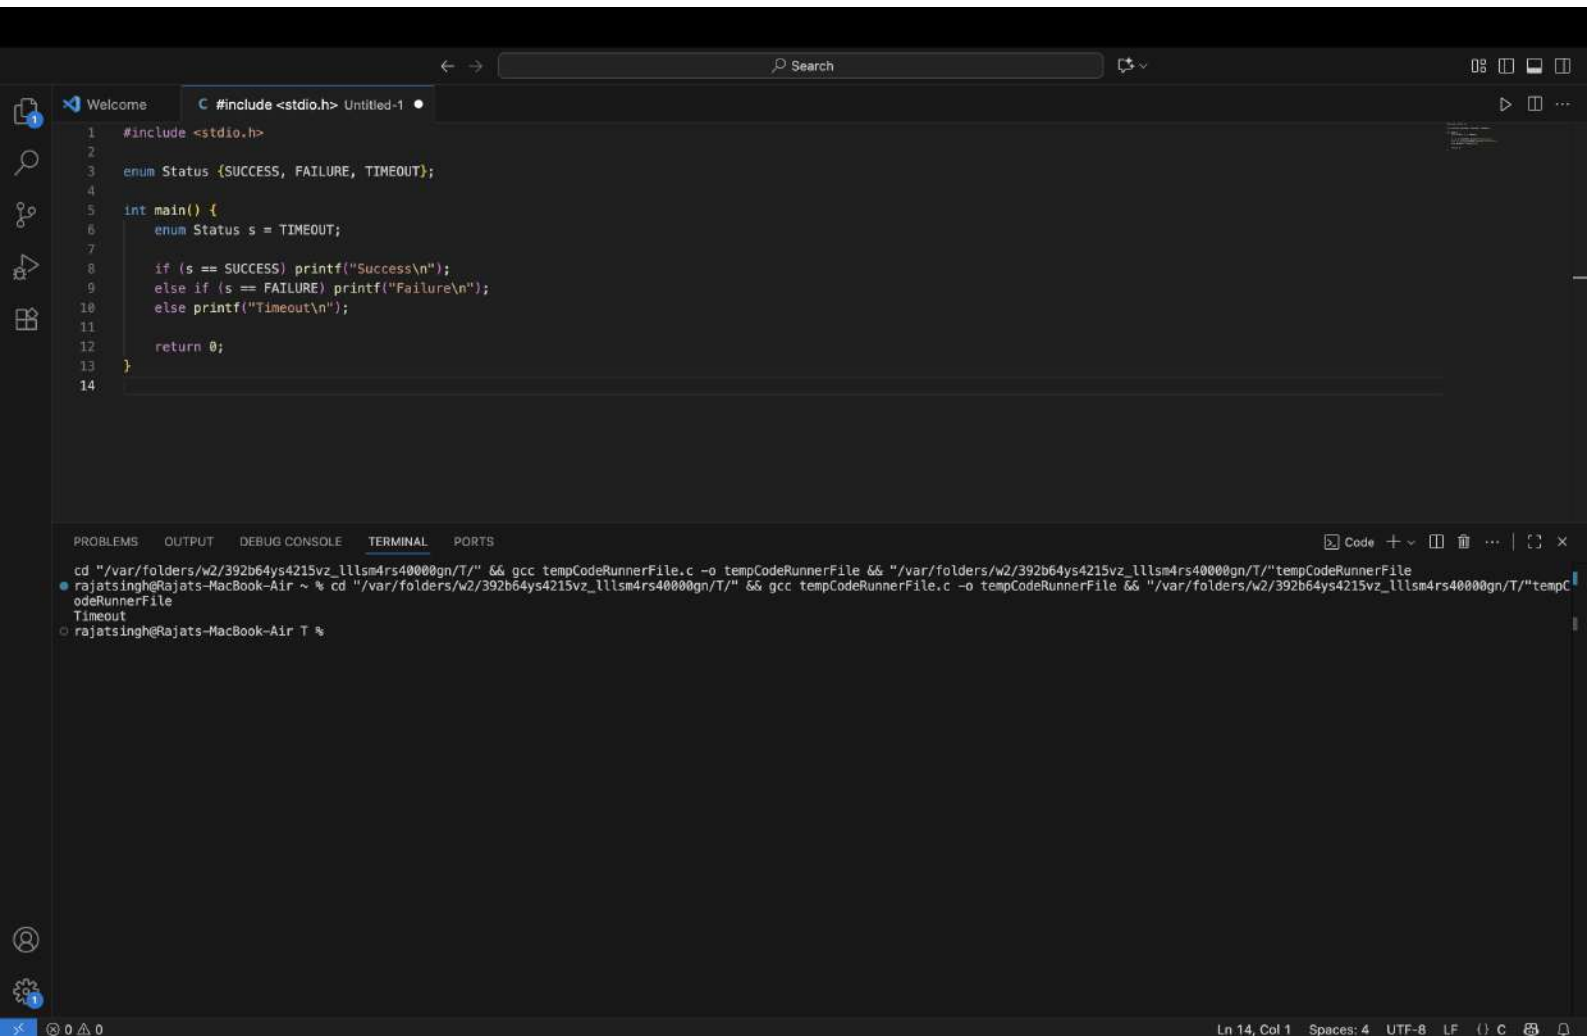 Search
Welcome
C #include <stdio.h> Untitled-1
1 #include <stdio.h>
2
3 enum Status {SUCCESS, FAILURE, TIMEOUT};
4
5 int main() {
6     enum Status s = TIMEOUT;
7
8     if (s == SUCCESS) printf("Success\n");
9     else if (s == FAILURE) printf("Failure\n");
10     else printf("Timeout\n");
11
12     return 0;
13 }
14
1
PROBLEMS OUTPUT DEBUG CONSOLE TERMINAL PORTS
Code
cd "/var/folders/w2/392b64ys4215vz_lllsm4rs40000gn/T/" && gcc tempCodeRunnerFile.c -o tempCodeRunnerFile && "/var/folders/w2/392b64ys4215vz_lllsm4rs40000gn/T/"tempCodeRunnerFile
rajatsingh@Rajats-MacBook-Air ~ % cd "/var/folders/w2/392b64ys4215vz_lllsm4rs40000gn/T/" && gcc tempCodeRunnerFile.c -o tempCodeRunnerFile && "/var/folders/w2/392b64ys4215vz_lllsm4rs40000gn/T/"tempC
odeRunnerFile
Timeout
rajatsingh@Rajats-MacBook-Air T %
1
0 0
Ln 14, Col 1 Spaces: 4 UTF-8 LF {} C